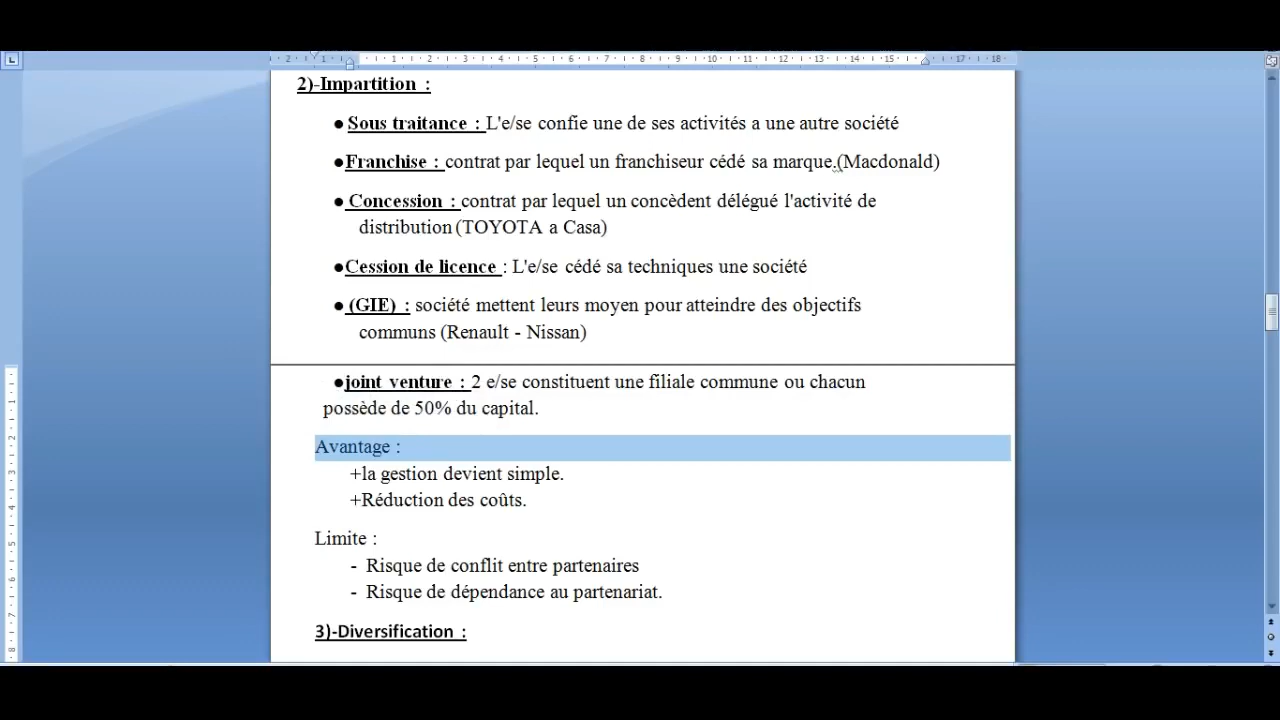 2)-Impartition :
● Sous traitance : L'e/se confie une de ses activités a une autre société
●Franchise : contrat par lequel un franchiseur cédé sa marque.(Macdonald)
● Concession : contrat par lequel un concèdent délégué l'activité de
distribution (TOYOTA a Casa)
●Cession de licence : L'e/se cédé sa techniques une société
● (GIE) : société mettent leurs moyen pour atteindre des objectifs
communs (Renault - Nissan)
●joint venture : 2 e/se constituent une filiale commune ou chacun
possède de 50% du capital.
Avantage :
+la gestion devient simple.
+Réduction des coûts.
Limite :
- Risque de conflit entre partenaires
- Risque de dépendance au partenariat.
3)-Diversification :